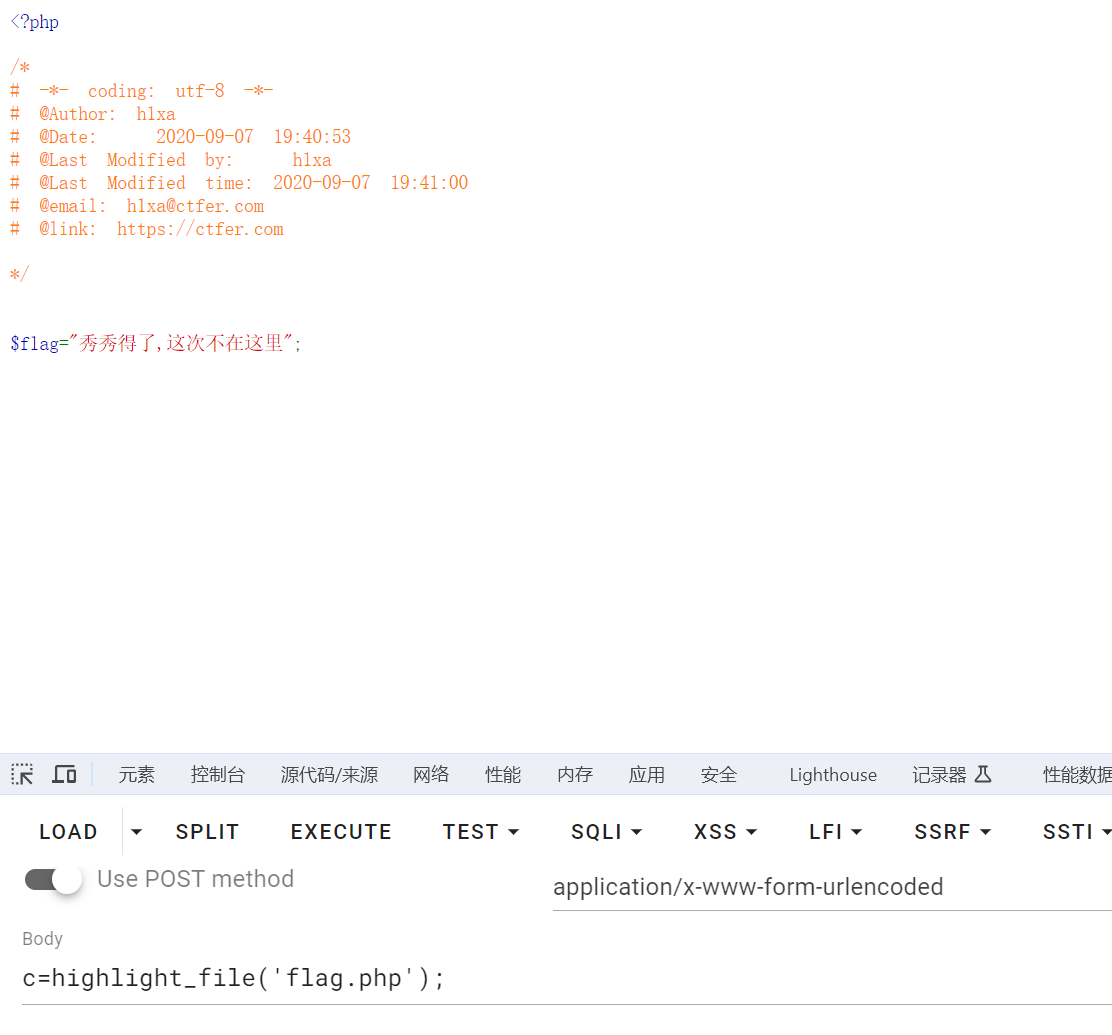 <?php
/*
# -*- coding: utf-8 -*-
# @Author: hlxa
# @Date: 2020-09-07 19:40:53
# @Last Modified by: hlxa
# @Last Modified time: 2020-09-07 19:41:00
# @email: hlxa@ctfer.com
# @link: https://ctfer.com
*/
$flag="秀秀得了,这次不在这里";
元素 控制台 源代码/来源 网络 性能 内存 应用 安全 Lighthouse 记录器 性能数据
LOAD SPLIT EXECUTE TEST SQLI XSS LFI SSRF SSTI
Use POST method application/x-www-form-urlencoded
Body
c=highlight_file('flag.php');